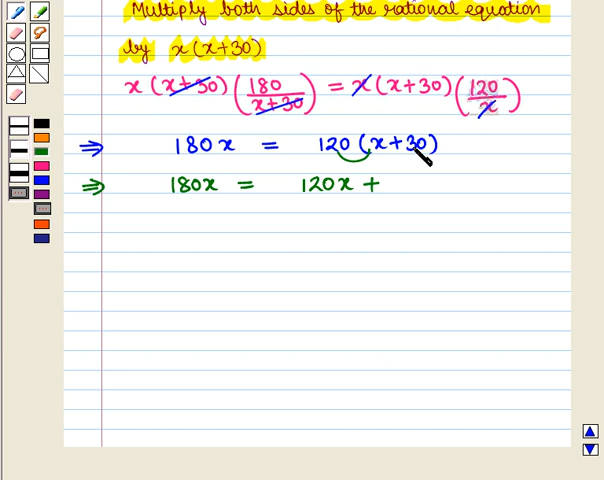 Multiply both sides of the rational equation
by x(x+30)
x(x+30)(180/(x+30)) = x(x+30)(120/x)
⇒ 180x = 120(x+30)
⇒ 180x = 120x +